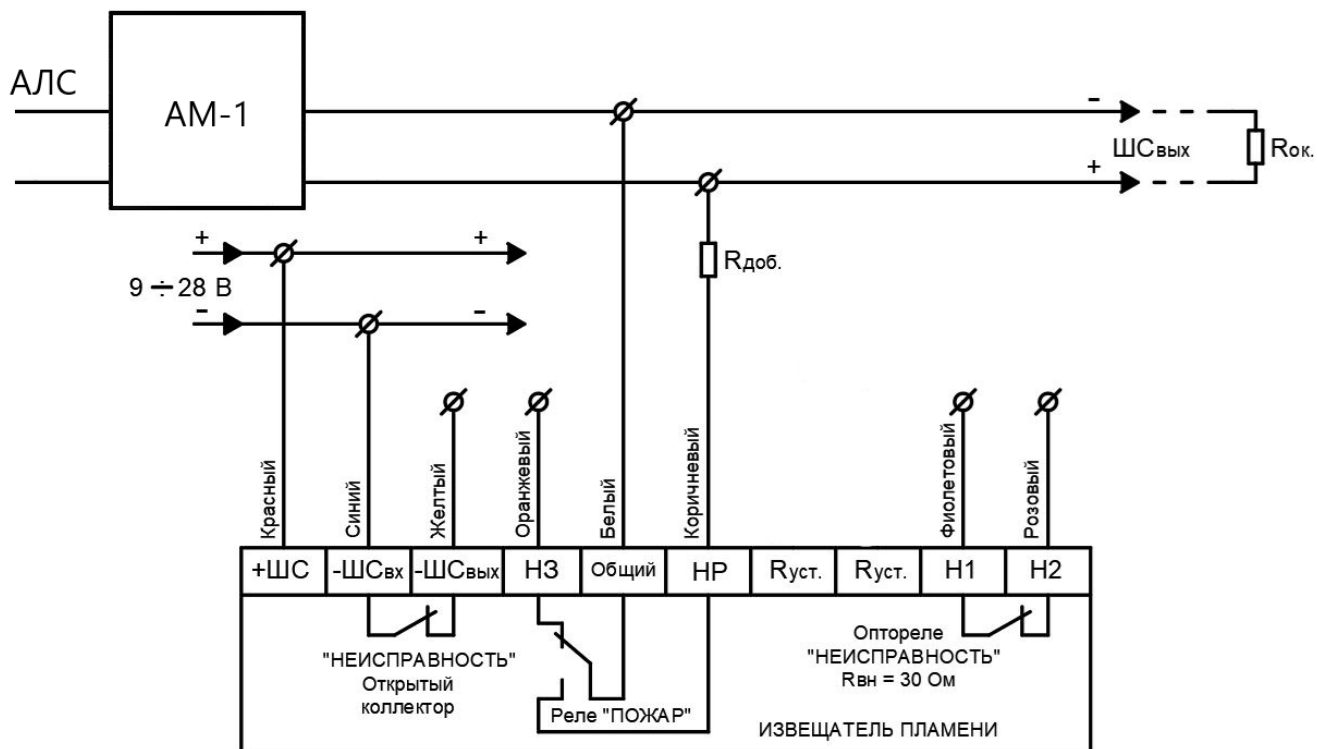 АЛС
АМ-1
-
ШСвых
+
Rок.
+
+
9 ÷ 28 В
-
-
Rдоб.
Красный
Синий
Желтый
Оранжевый
Белый
Коричневый
Фиолетовый
Розовый
+ШС
-ШСвх
-ШСвых
НЗ
Общий
НР
Rуст.
Rуст.
Н1
Н2
"НЕИСПРАВНОСТЬ"
Открытый
коллектор
Реле "ПОЖАР"
Оптореле
"НЕИСПРАВНОСТЬ"
Rвн = 30 Ом
ИЗВЕЩАТЕЛЬ ПЛАМЕНИ